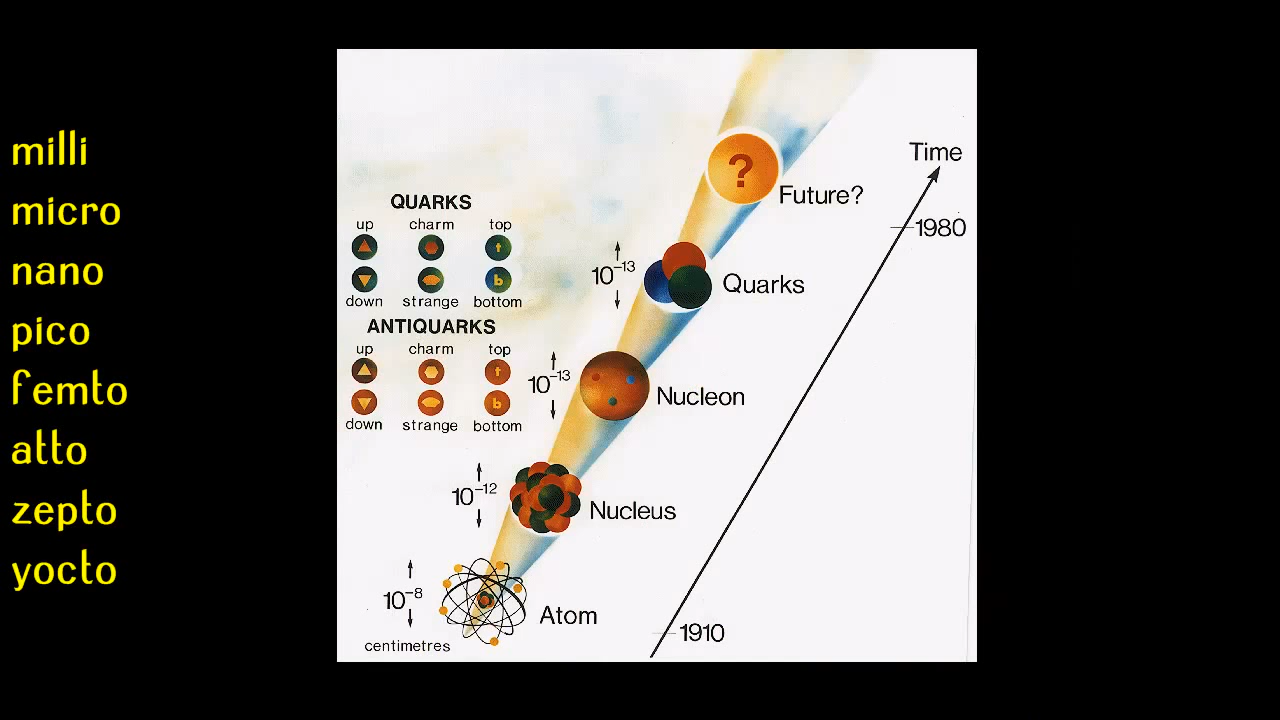 milli
micro
nano
pico
femto
atto
zepto
yocto
Time
?
Future?
1980
QUARKS
up charm top
t
b
down strange bottom
10⁻¹³
Quarks
ANTIQUARKS
up charm top
t
b
down strange bottom
10⁻¹³
Nucleon
10⁻¹²
Nucleus
10⁻⁸
Atom
centimetres
1910